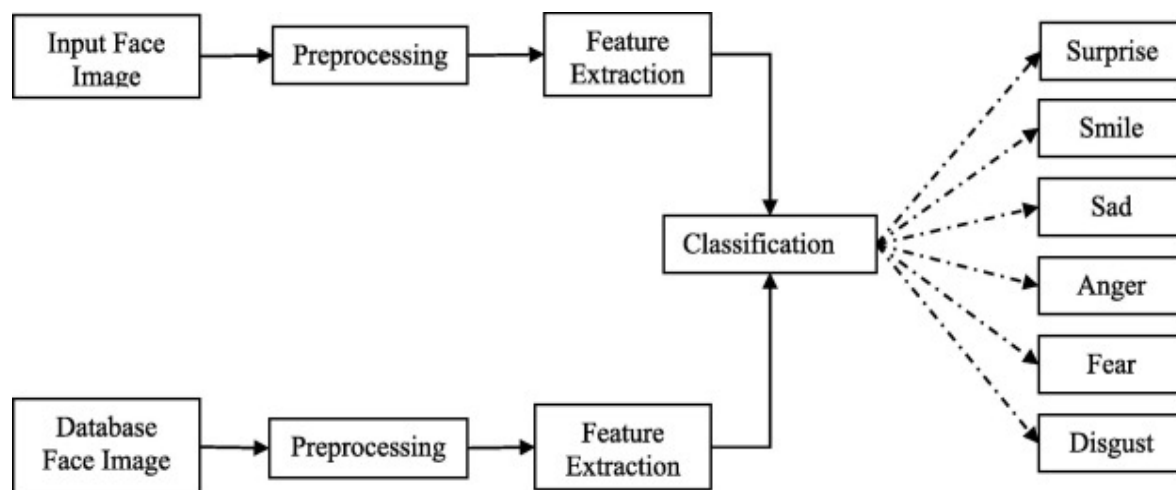 Input Face
Image
Preprocessing
Feature
Extraction
Classification
Surprise
Smile
Sad
Anger
Fear
Disgust
Database
Face Image
Preprocessing
Feature
Extraction